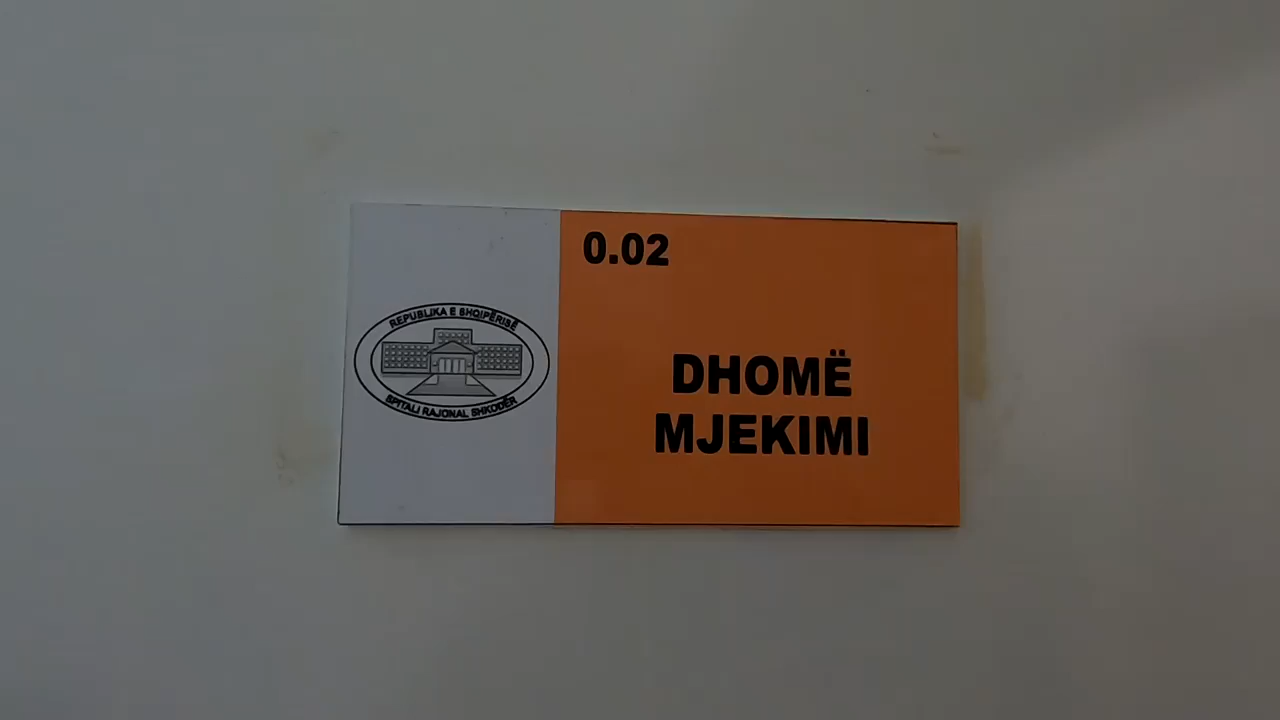 REPUBLIKA E SHQIPËRISË
SPITALI RAJONAL SHKODËR
0.02
DHOMË
MJEKIMI